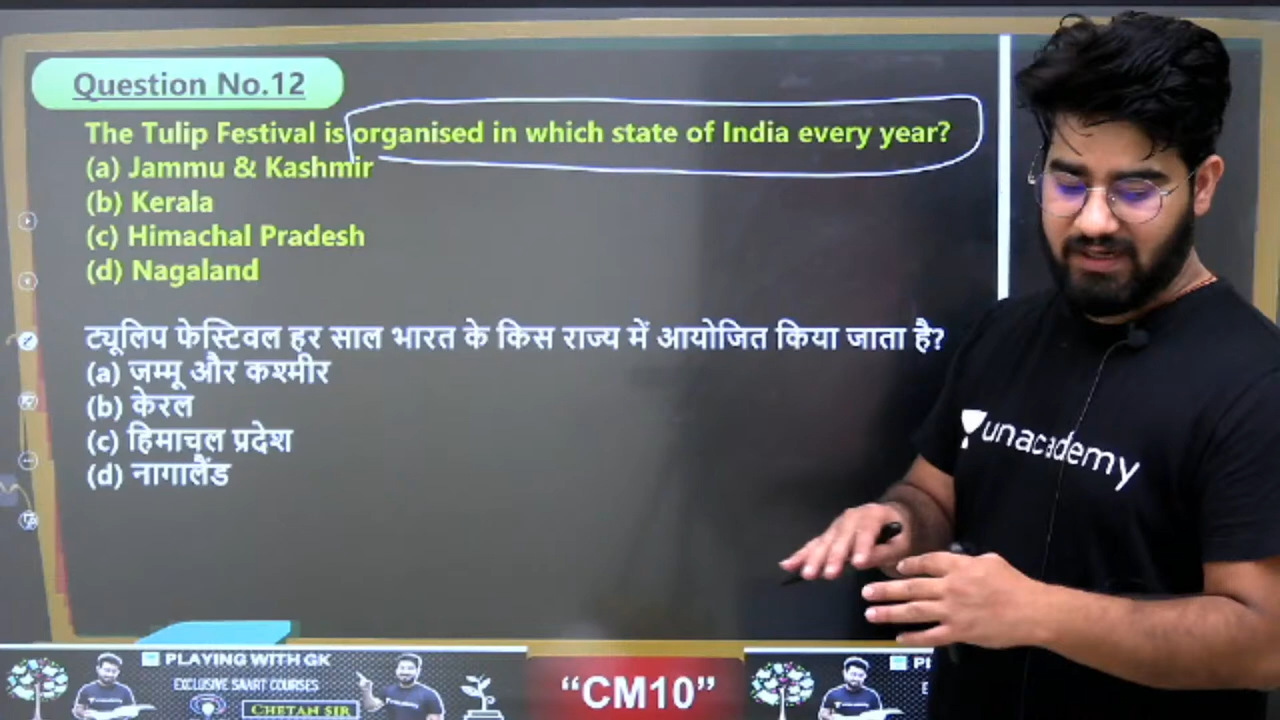 Question No.12
The Tulip Festival is organised in which state of India every year?
(a) Jammu & Kashmir
(b) Kerala
(c) Himachal Pradesh
(d) Nagaland
ट्यूलिप फेस्टिवल हर साल भारत के किस राज्य में आयोजित किया जाता है?
(a) जम्मू और कश्मीर
(b) केरल
(c) हिमाचल प्रदेश
(d) नागालैंड
unacademy
PLAYING WITH GK
EXCLUSIVE SAART COURSES
CHETAN SIR
“CM10”